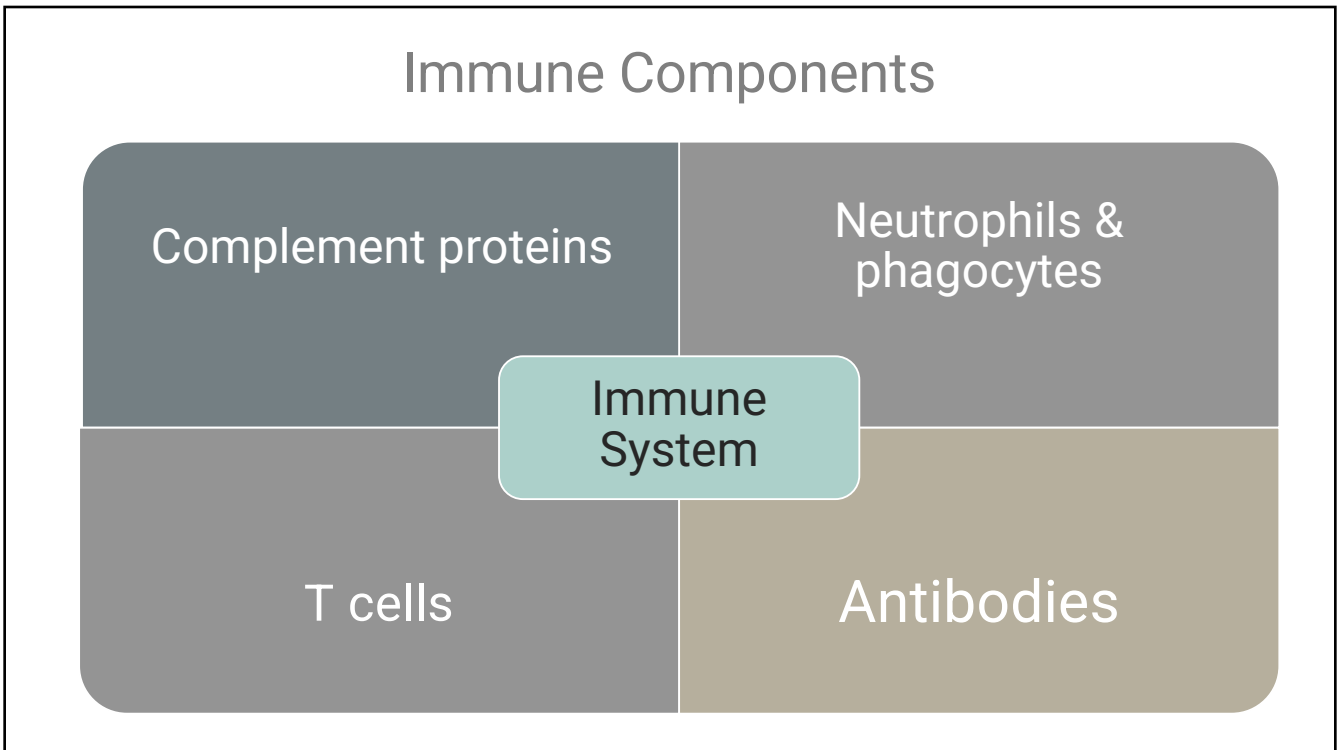 Immune Components
Complement proteins
Neutrophils &
phagocytes
Immune
System
T cells
Antibodies